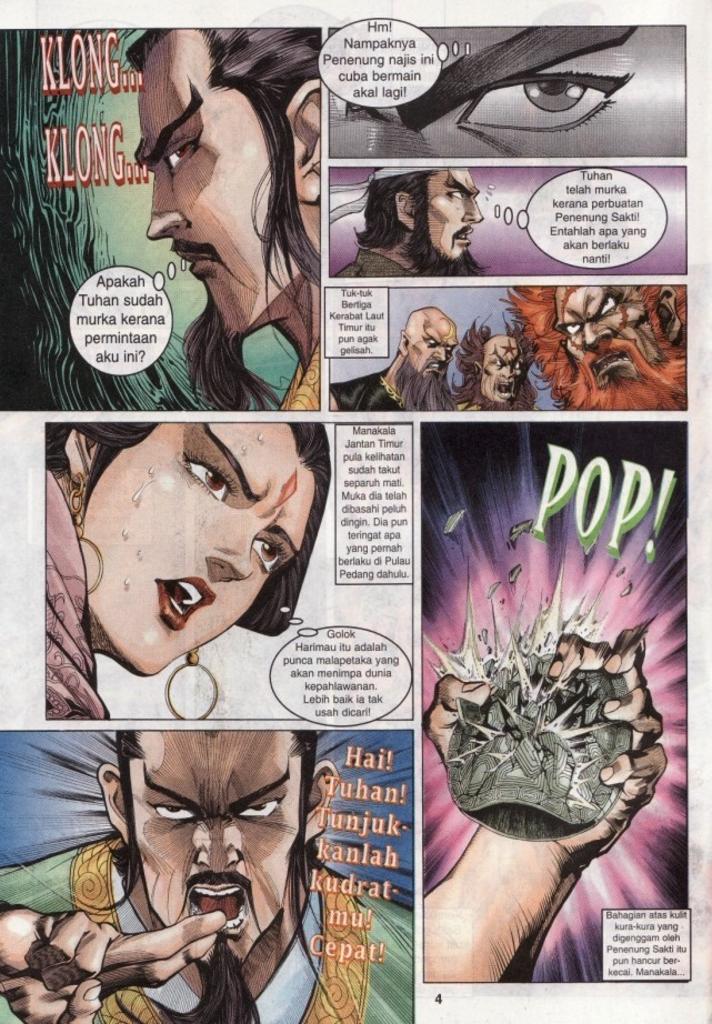 KLONG...
KLONG...
Apakah
Tuhan sudah
murka kerana
permintaan
aku ini?
Hm!
Nampaknya
Penenung najis ini
cuba bermain
akal lagi!
Tuhan
telah murka
kerana perbuatan
Penenung Sakti!
Entahlah apa yang
akan berlaku
nanti!
Tuk-tuk
Bertiga
Kerabat Laut
Timur itu
pun agak
gelisah.
Manakala
Jantan Timur
pula kelihatan
sudah takut
separuh mati.
Muka dia telah
dibasahi peluh
dingin. Dia pun
teringat apa
yang pernah
berlaku di Pulau
Pedang dahulu.
Golok
Harimau itu adalah
punca malapetaka yang
akan menimpa dunia
kepahlawanan.
Lebih baik ia tak
usah dicari!
POP!
Bahagian atas kulit
kura-kura yang
digenggam oleh
Penenung Sakti itu
pun hancur ber-
kecai. Manakala...
Hai!
Tuhan!
Tunjuk-
kanlah
kudrat-
mu!
Cepat!
4